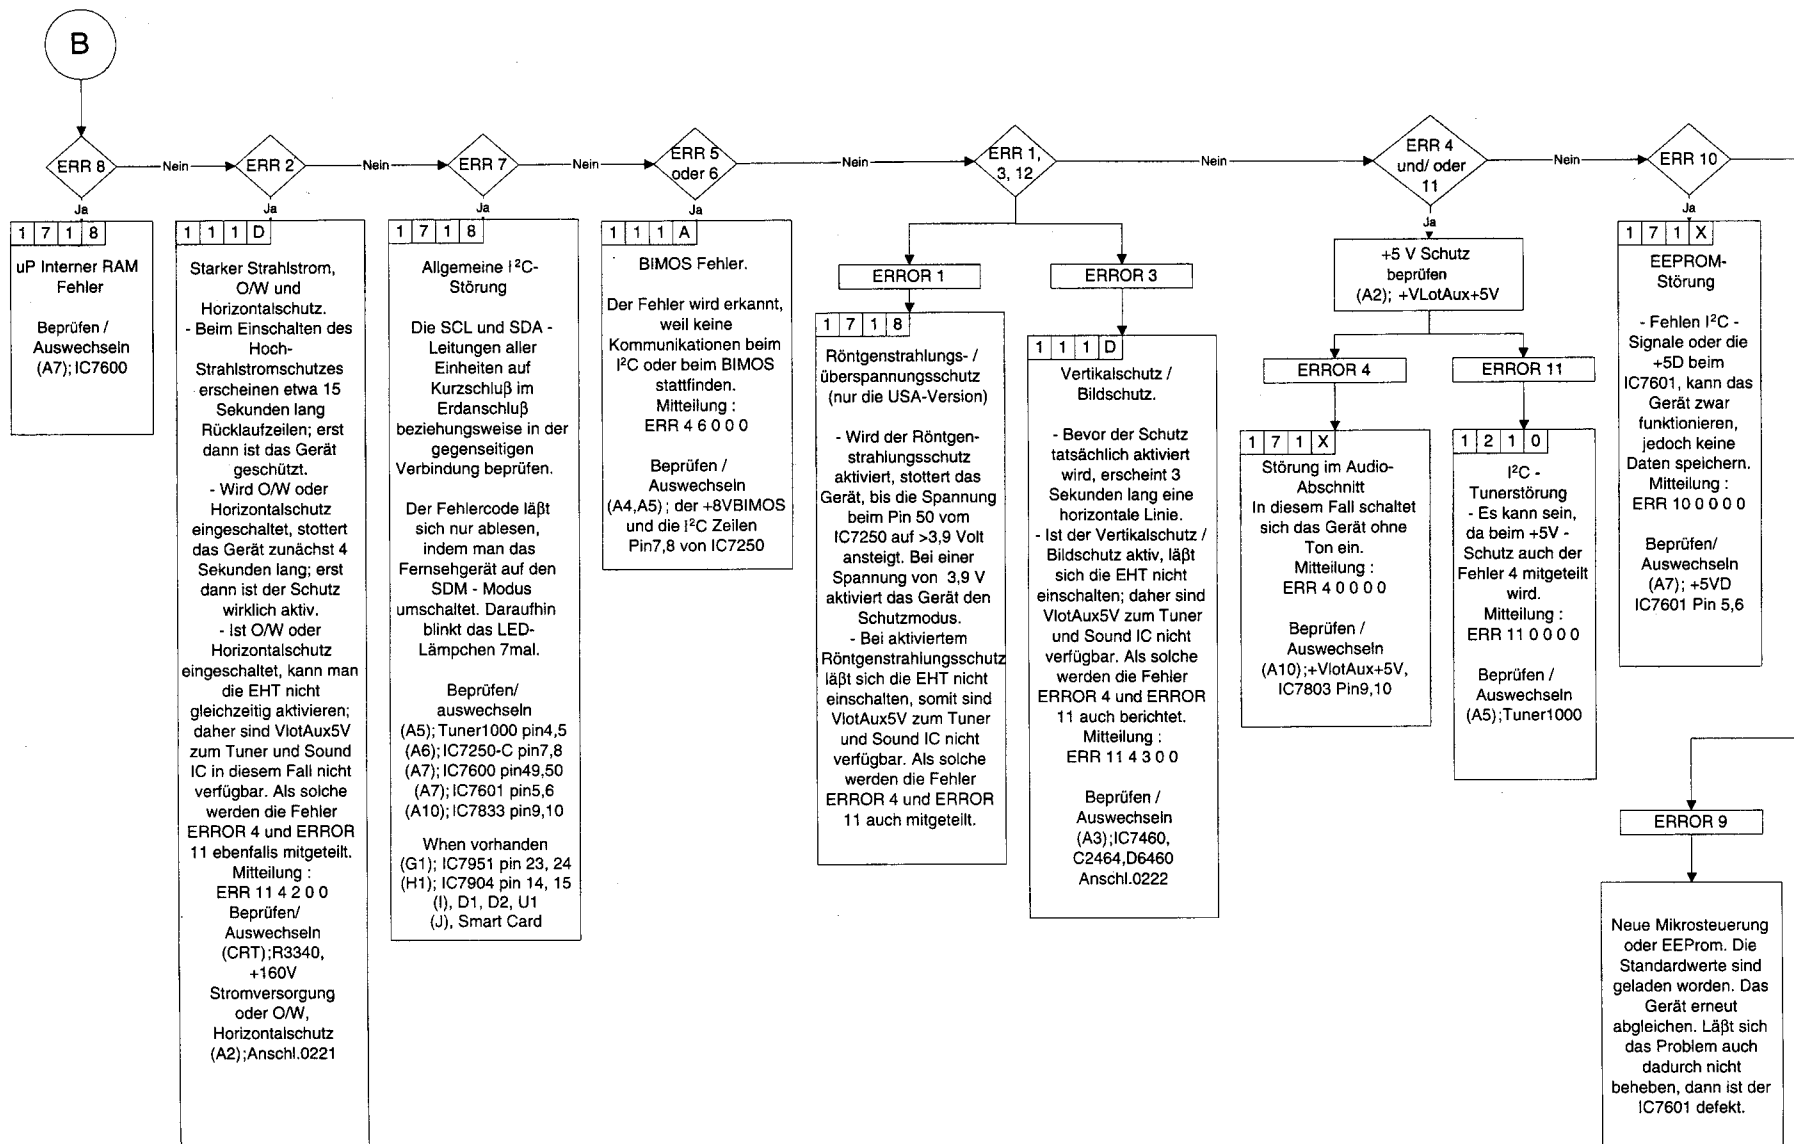 B
ERR 8
Nein
ERR 2
Nein
ERR 7
Nein
ERR 5
oder 6
Nein
ERR 1,
3, 12
Nein
ERR 4
und/ oder
11
Nein
ERR 10
Ja
1 7 1 8
uP Interner RAM
Fehler
Beprüfen /
Auswechseln
(A7); IC7600
Ja
1 1 1 D
Starker Strahlstrom,
O/W und
Horizontalschutz.
- Beim Einschalten des
Hoch-
Strahlstromschutzes
erscheinen etwa 15
Sekunden lang
Rücklaufzeilen; erst
dann ist das Gerät
geschützt.
- Wird O/W oder
Horizontalschutz
eingeschaltet, stottert
das Gerät zunächst 4
Sekunden lang; erst
dann ist der Schutz
wirklich aktiv.
- Ist O/W oder
Horizontalschutz
eingeschaltet, kann man
die EHT nicht
gleichzeitig aktivieren;
daher sind VlotAux5V
zum Tuner und Sound
IC in diesem Fall nicht
verfügbar. Als solche
werden die Fehler
ERROR 4 und ERROR
11 ebenfalls mitgeteilt.
Mitteilung :
ERR 11 4 2 0 0
Beprüfen/
Auswechseln
(CRT);R3340,
+160V
Stromversorgung
oder O/W,
Horizontalschutz
(A2);Anschl.0221
Ja
1 7 1 8
Allgemeine I²C-
Störung
Die SCL und SDA -
Leitungen aller
Einheiten auf
Kurzschluß im
Erdanschluß
beziehungsweise in der
gegenseitigen
Verbindung beprüfen.
Der Fehlercode läßt
sich nur ablesen,
indem man das
Fernsehgerät auf den
SDM - Modus
umschaltet. Daraufhin
blinkt das LED-
Lämpchen 7mal.
Beprüfen/
auswechseln
(A5); Tuner1000 pin4,5
(A6); IC7250-C pin7,8
(A7); IC7600 pin49,50
(A7); IC7601 pin5,6
(A10); IC7833 pin9,10
When vorhanden
(G1); IC7951 pin 23, 24
(H1); IC7904 pin 14, 15
(I), D1, D2, U1
(J), Smart Card
Ja
1 1 1 A
BIMOS Fehler.
Der Fehler wird erkannt,
weil keine
Kommunikationen beim
I²C oder beim BIMOS
stattfinden.
Mitteilung :
ERR 4 6 0 0 0
Beprüfen /
Auswechseln
(A4,A5) ; der +8VBIMOS
und die I²C Zeilen
Pin7,8 von IC7250
ERROR 1
1 7 1 8
Röntgenstrahlungs- /
überspannungsschutz
(nur die USA-Version)
- Wird der Röntgen-
strahlungsschutz
aktiviert, stottert das
Gerät, bis die Spannung
beim Pin 50 vom
IC7250 auf >3,9 Volt
ansteigt. Bei einer
Spannung von 3,9 V
aktiviert das Gerät den
Schutzmodus.
- Bei aktiviertem
Röntgenstrahlungsschutz
läßt sich die EHT nicht
einschalten, somit sind
VlotAux5V zum Tuner
und Sound IC nicht
verfügbar. Als solche
werden die Fehler
ERROR 4 und ERROR
11 auch mitgeteilt.
ERROR 3
1 1 1 D
Vertikalschutz /
Bildschutz.
- Bevor der Schutz
tatsächlich aktiviert
wird, erscheint 3
Sekunden lang eine
horizontale Linie.
- Ist der Vertikalschutz /
Bildschutz aktiv, läßt
sich die EHT nicht
einschalten; daher sind
VlotAux5V zum Tuner
und Sound IC nicht
verfügbar. Als solche
werden die Fehler
ERROR 4 und ERROR
11 auch berichtet.
Mitteilung :
ERR 11 4 3 0 0
Beprüfen /
Auswechseln
(A3);IC7460,
C2464,D6460
Anschl.0222
Ja
+5 V Schutz
beprüfen
(A2); +VLotAux+5V
ERROR 4
1 7 1 X
Störung im Audio-
Abschnitt
In diesem Fall schaltet
sich das Gerät ohne
Ton ein.
Mitteilung :
ERR 4 0 0 0 0
Beprüfen /
Auswechseln
(A10);+VlotAux+5V,
IC7803 Pin9,10
ERROR 11
1 2 1 0
I²C -
Tunerstörung
- Es kann sein,
da beim +5V -
Schutz auch der
Fehler 4 mitgeteilt
wird.
Mitteilung :
ERR 11 0 0 0 0
Beprüfen /
Auswechseln
(A5);Tuner1000
Ja
1 7 1 X
EEPROM-
Störung
- Fehlen I²C -
Signale oder die
+5D beim
IC7601, kann das
Gerät zwar
funktionieren,
jedoch keine
Daten speichern.
Mitteilung :
ERR 10 0 0 0 0
Beprüfen/
Auswechseln
(A7); +5VD
IC7601 Pin 5,6
ERROR 9
Neue Mikrosteuerung
oder EEProm. Die
Standardwerte sind
geladen worden. Das
Gerät erneut
abgleichen. Läßt sich
das Problem auch
dadurch nicht
beheben, dann ist der
IC7601 defekt.